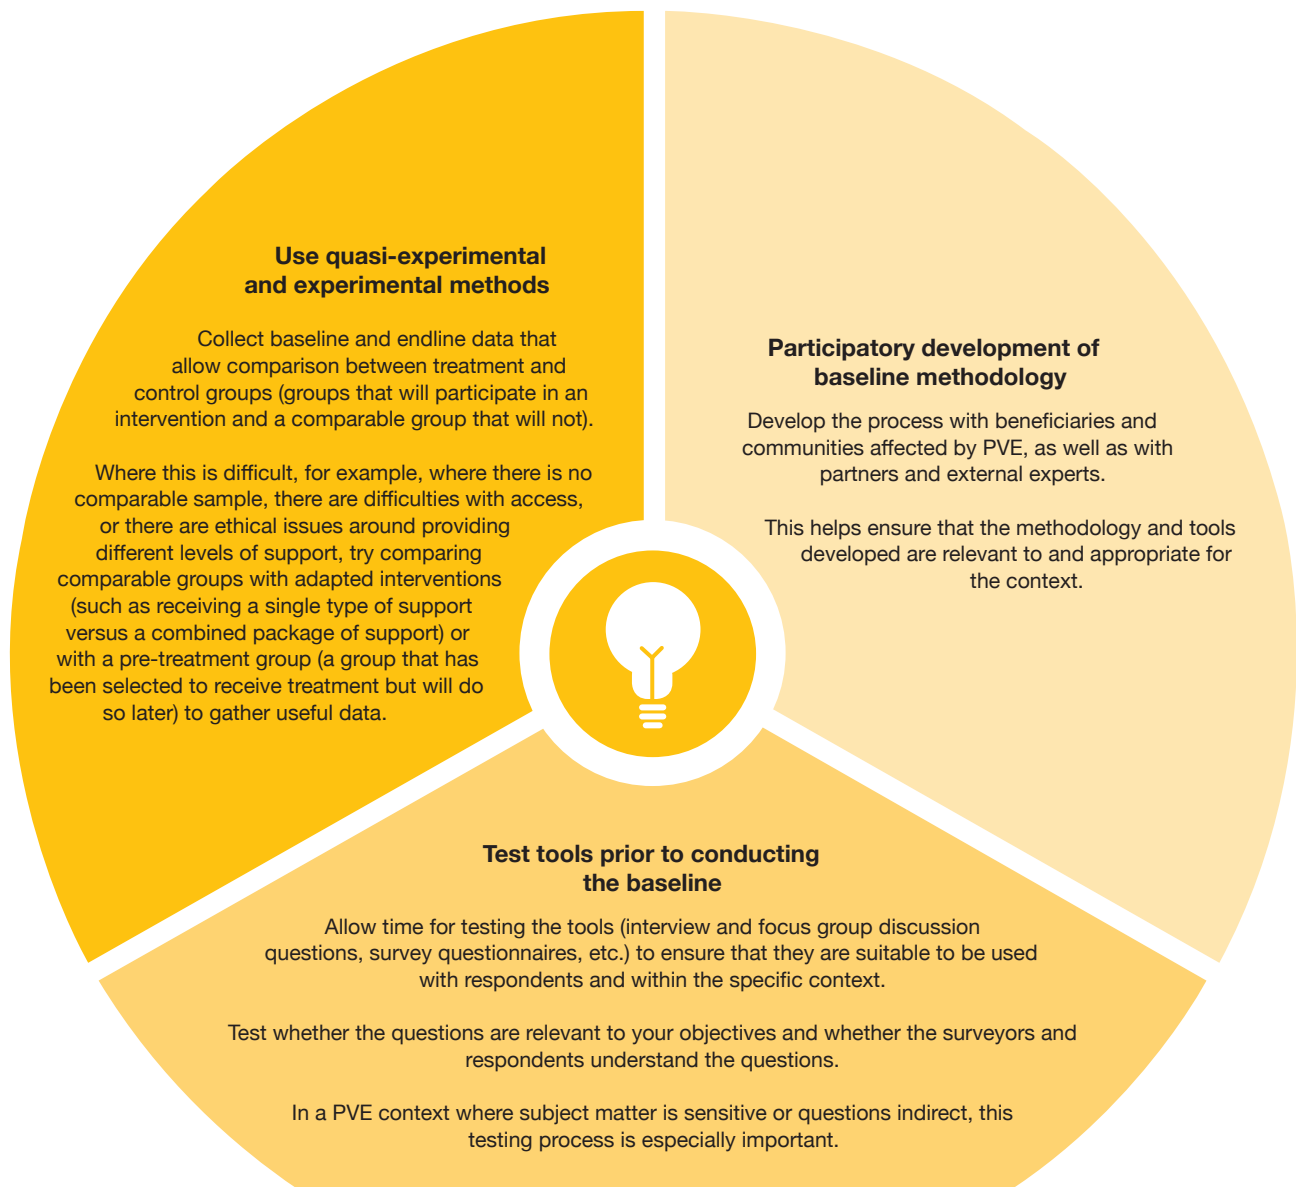 Use quasi-experimental
and experimental methods
Collect baseline and endline data that
allow comparison between treatment and
control groups (groups that will participate in an
intervention and a comparable group that will not).
Where this is difficult, for example, where there is no
comparable sample, there are difficulties with access,
or there are ethical issues around providing
different levels of support, try comparing
comparable groups with adapted interventions
(such as receiving a single type of support
versus a combined package of support) or
with a pre-treatment group (a group that has
been selected to receive treatment but will do
so later) to gather useful data.
Participatory development of
baseline methodology
Develop the process with beneficiaries and
communities affected by PVE, as well as with
partners and external experts.
This helps ensure that the methodology and tools
developed are relevant to and appropriate for
the context.
Test tools prior to conducting
the baseline
Allow time for testing the tools (interview and focus group discussion
questions, survey questionnaires, etc.) to ensure that they are suitable to be used
with respondents and within the specific context.
Test whether the questions are relevant to your objectives and whether the surveyors and
respondents understand the questions.
In a PVE context where subject matter is sensitive or questions indirect, this
testing process is especially important.